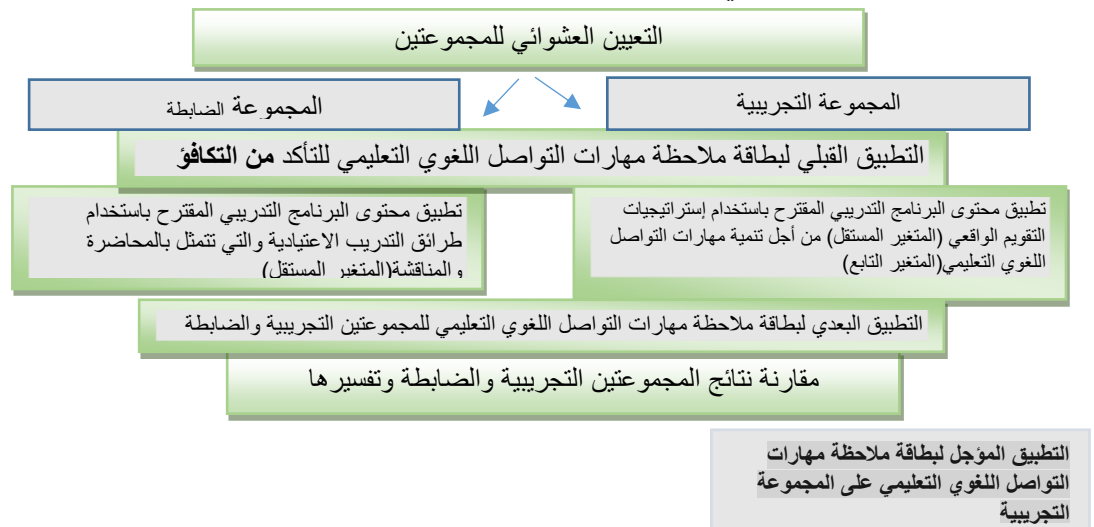 التعيين العشوائي للمجموعتين
المجموعة التجريبية
المجموعة الضابطة
التطبيق القبلي لبطاقة ملاحظة مهارات التواصل اللغوي التعليمي للتأكد من التكافؤ
تطبيق محتوى البرنامج التدريبي المقترح باستخدام إستراتيجيات
التقويم الواقعي (المتغير المستقل) من أجل تنمية مهارات التواصل
اللغوي التعليمي(المتغير التابع)
تطبيق محتوى البرنامج التدريبي المقترح باستخدام
طرائق التدريب الاعتيادية والتي تتمثل بالمحاضرة
والمناقشة(المتغير المستقل)
التطبيق البعدي لبطاقة ملاحظة مهارات التواصل اللغوي التعليمي للمجموعتين التجريبية والضابطة
مقارنة نتائج المجموعتين التجريبية والضابطة وتفسيرها
التطبيق المؤجل لبطاقة ملاحظة مهارات
التواصل اللغوي التعليمي على المجموعة
التجريبية